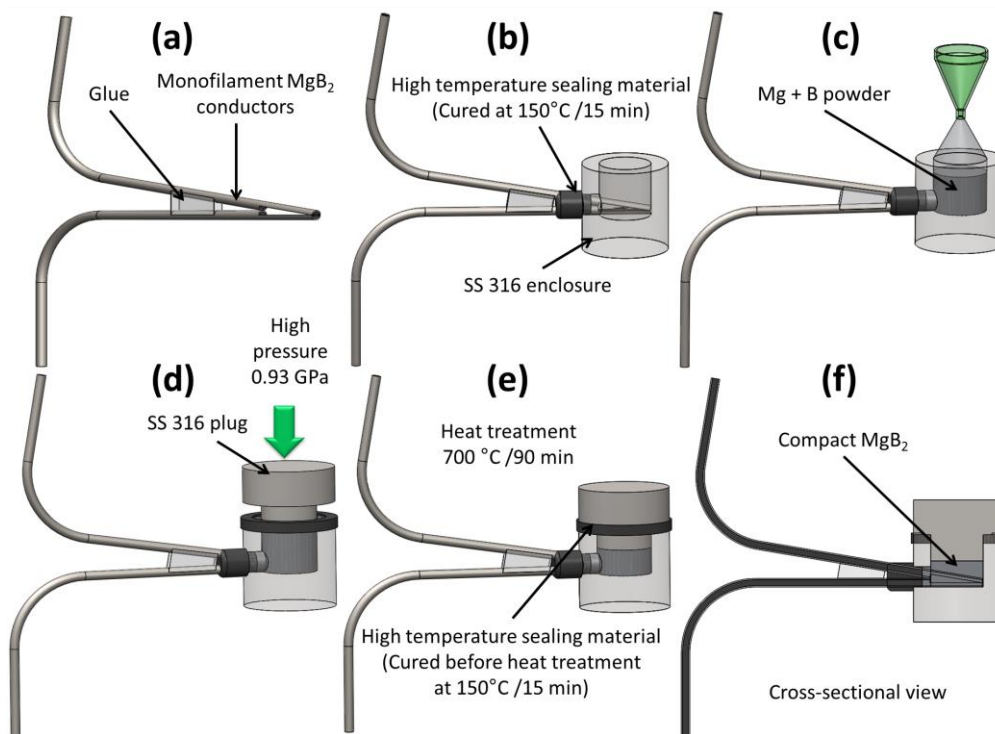 (a)
Glue
Monofilament MgB₂
conductors
(b)
High temperature sealing material
(Cured at 150°C /15 min)
SS 316 enclosure
(c)
Mg + B powder
(d)
High
pressure
0.93 GPa
SS 316 plug
(e)
Heat treatment
700 °C /90 min
High temperature sealing material
(Cured before heat treatment
at 150°C /15 min)
(f)
Compact MgB₂
Cross-sectional view